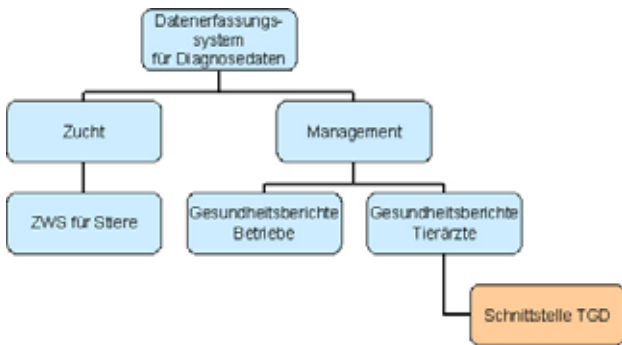 Datenerfassungs-
system
für Diagnosedaten
Zucht
Management
ZWS für Stiere
Gesundheitsberichte
Betriebe
Gesundheitsberichte
Tierärzte
Schnittstelle TGD